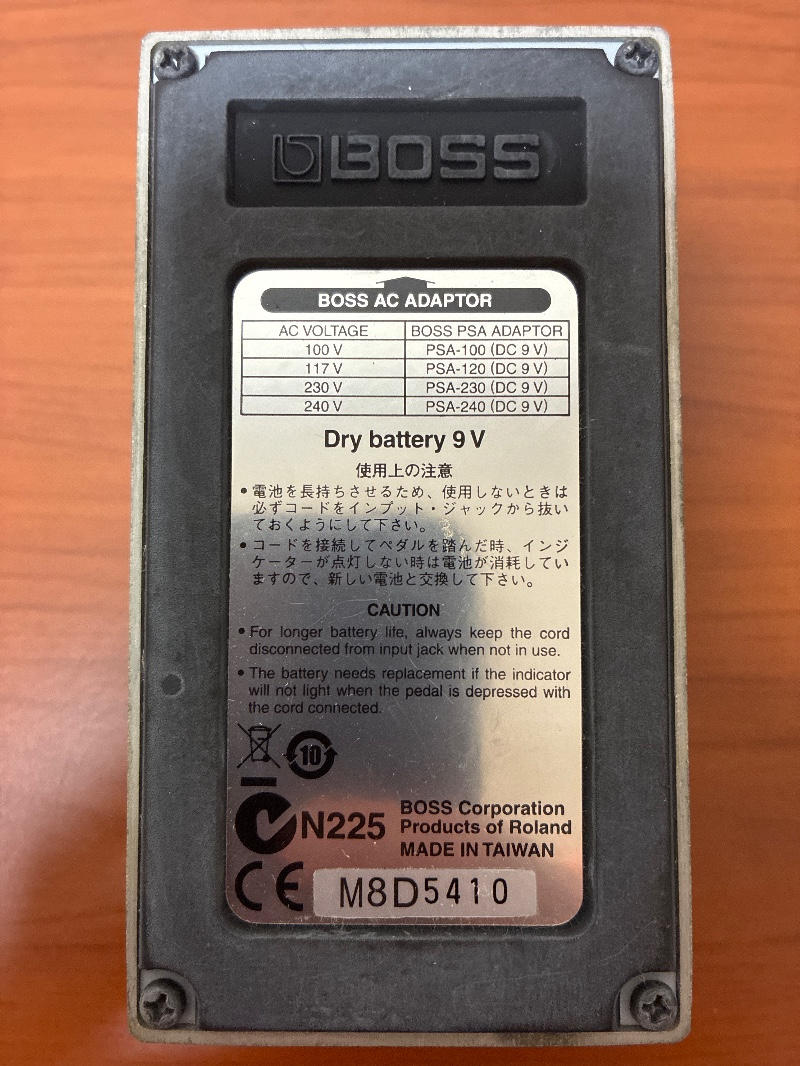 BOSS
BOSS AC ADAPTOR
AC VOLTAGE BOSS PSA ADAPTOR
100 V PSA-100 (DC 9 V)
117 V PSA-120 (DC 9 V)
230 V PSA-230 (DC 9 V)
240 V PSA-240 (DC 9 V)
Dry battery 9 V
使用上の注意
• 電池を長持ちさせるため、使用しないときは
必ずコードをインプット・ジャックから抜い
ておくようにして下さい。
• コードを接続してペダルを踏んだ時、インジ
ケーターが点灯しない時は電池が消耗してい
ますので、新しい電池と交換して下さい。
CAUTION
• For longer battery life, always keep the cord
disconnected from input jack when not in use.
• The battery needs replacement if the indicator
will not light when the pedal is depressed with
the cord connected.
10
N225
BOSS Corporation
Products of Roland
MADE IN TAIWAN
CE
M8D5410